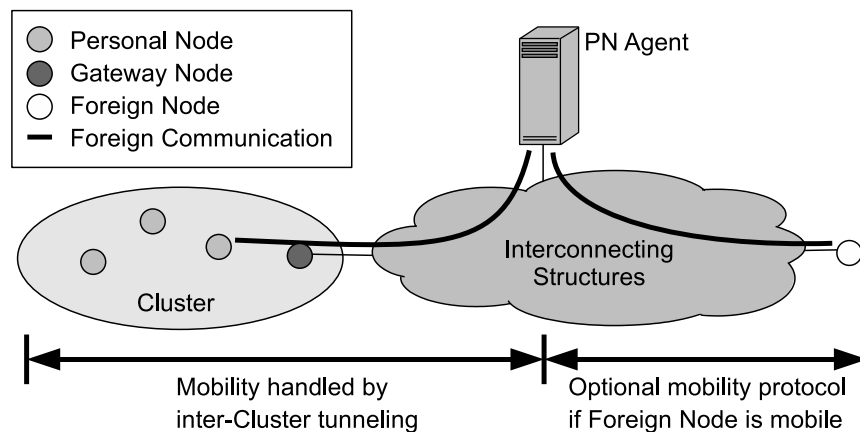 Personal Node
Gateway Node
Foreign Node
Foreign Communication
PN Agent
Interconnecting
Structures
Cluster
Mobility handled by
inter-Cluster tunneling
Optional mobility protocol
if Foreign Node is mobile